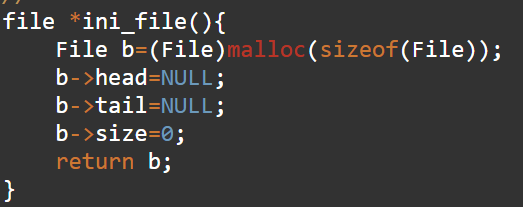 file *ini_file(){
    File b=(File)malloc(sizeof(File));
    b->head=NULL;
    b->tail=NULL;
    b->size=0;
    return b;
}